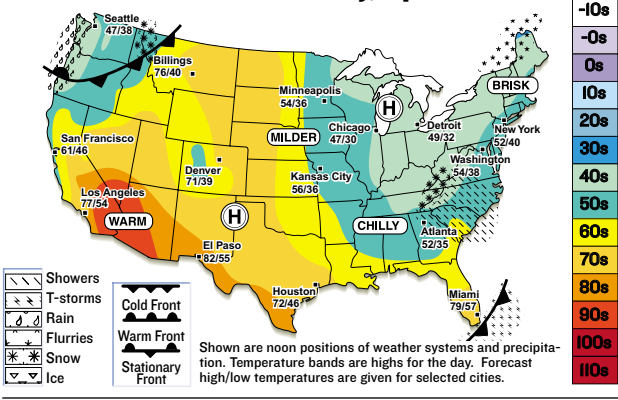 -10s
-0s
0s
10s
20s
30s
40s
50s
60s
70s
80s
90s
100s
110s
Seattle
47/38
Billings
76/40
Minneapolis
54/36
BRISK
H
San Francisco
61/46
MILDER
Chicago
47/30
Detroit
49/32
New York
52/40
Washington
54/38
Denver
71/39
Kansas City
56/36
Los Angeles
77/54
WARM
H
CHILLY
Atlanta
52/35
El Paso
82/55
Houston
72/46
Miami
79/57
Showers
T-storms
Rain
Flurries
Snow
Ice
Cold Front
Warm Front
Stationary
Front
Shown are noon positions of weather systems and precipita-
tion. Temperature bands are highs for the day. Forecast
high/low temperatures are given for selected cities.